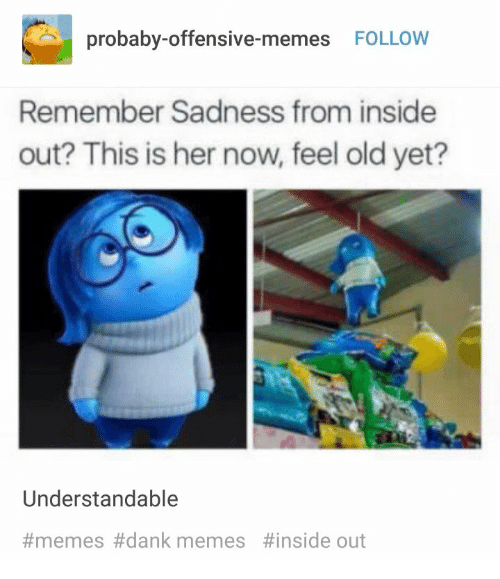 probaby-offensive-memes FOLLOW
Remember Sadness from inside
out? This is her now, feel old yet?
Understandable
#memes #dank memes #inside out